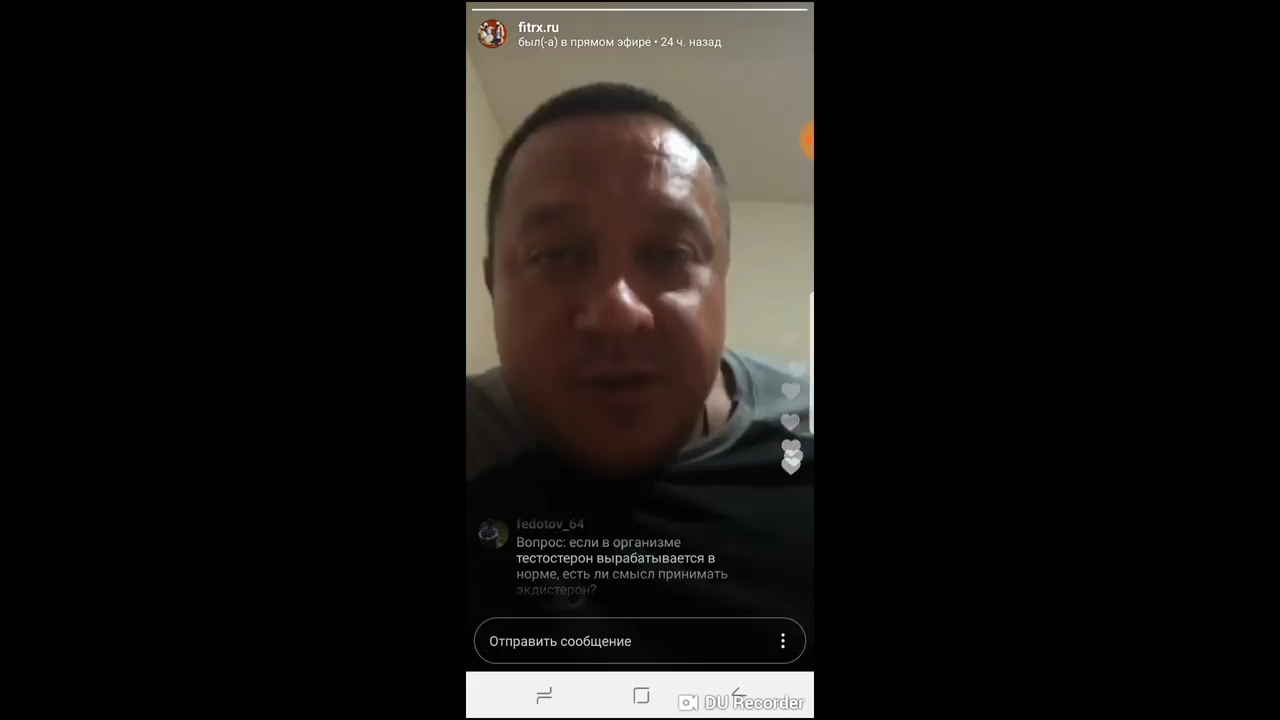 fitrx.ru
был(-а) в прямом эфире • 24 ч. назад
fedotov_64
Вопрос: если в организме
тестостерон вырабатывается в
норме, есть ли смысл принимать
экдистерон?
Отправить сообщение
DU Recorder